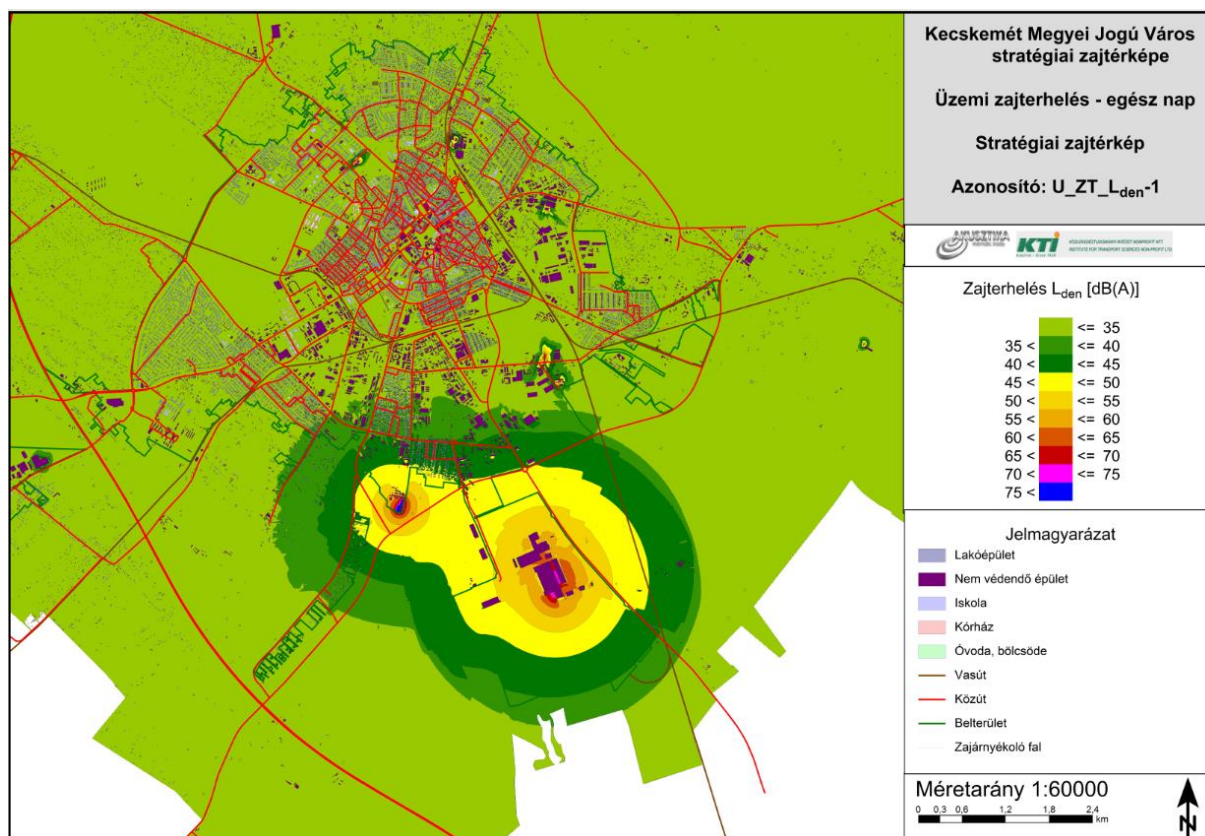 Kecskemét Megyei Jogú Város
stratégiai zajtérképe
Üzemi zajterhelés - egész nap
Stratégiai zajtérkép
Azonosító: U_ZT_Lden-1
KTI
Zajterhelés Lden [dB(A)]
<= 35
35 < <= 40
40 < <= 45
45 < <= 50
50 < <= 55
55 < <= 60
60 < <= 65
65 < <= 70
70 < <= 75
75 <
Jelmagyarázat
Lakóépület
Nem védendő épület
Iskola
Kórház
Óvoda, bölcsöde
Vasút
Közút
Belterület
Zajárnyékoló fal
Méretarány 1:60000
0 0,3 0,6 1,2 1,8 2,4
km
N